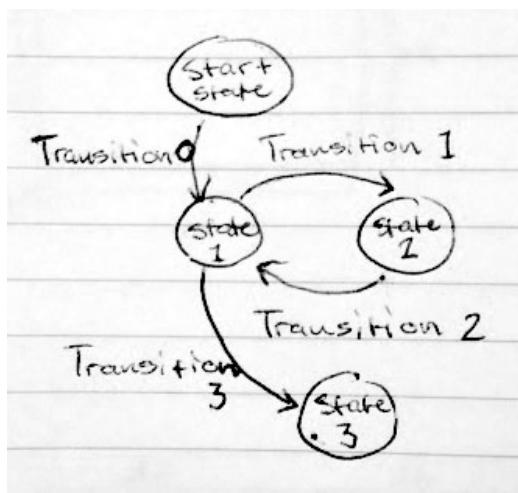 Start
state
Transition 0
Transition 1
state
1
state
2
Transition 2
Transition
3
state
3